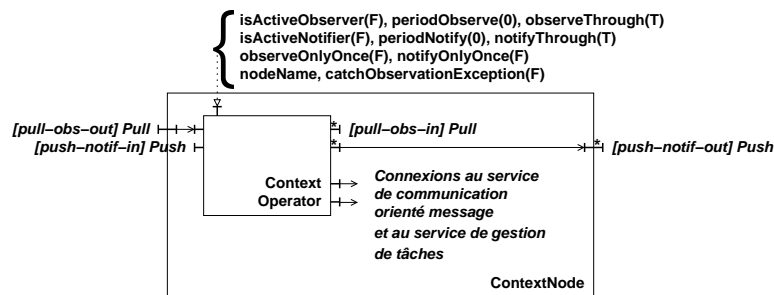 isActiveObserver(F), periodObserve(0), observeThrough(T)
isActiveNotifier(F), periodNotify(0), notifyThrough(T)
observeOnlyOnce(F), notifyOnlyOnce(F)
nodeName, catchObservationException(F)
[pull–obs–out] Pull
* [pull–obs–in] Pull
[push–notif–in] Push
*
* [push–notif–out] Push
Context
Operator
Connexions au service
de communication
orienté message
et au service de gestion
de tâches
ContextNode